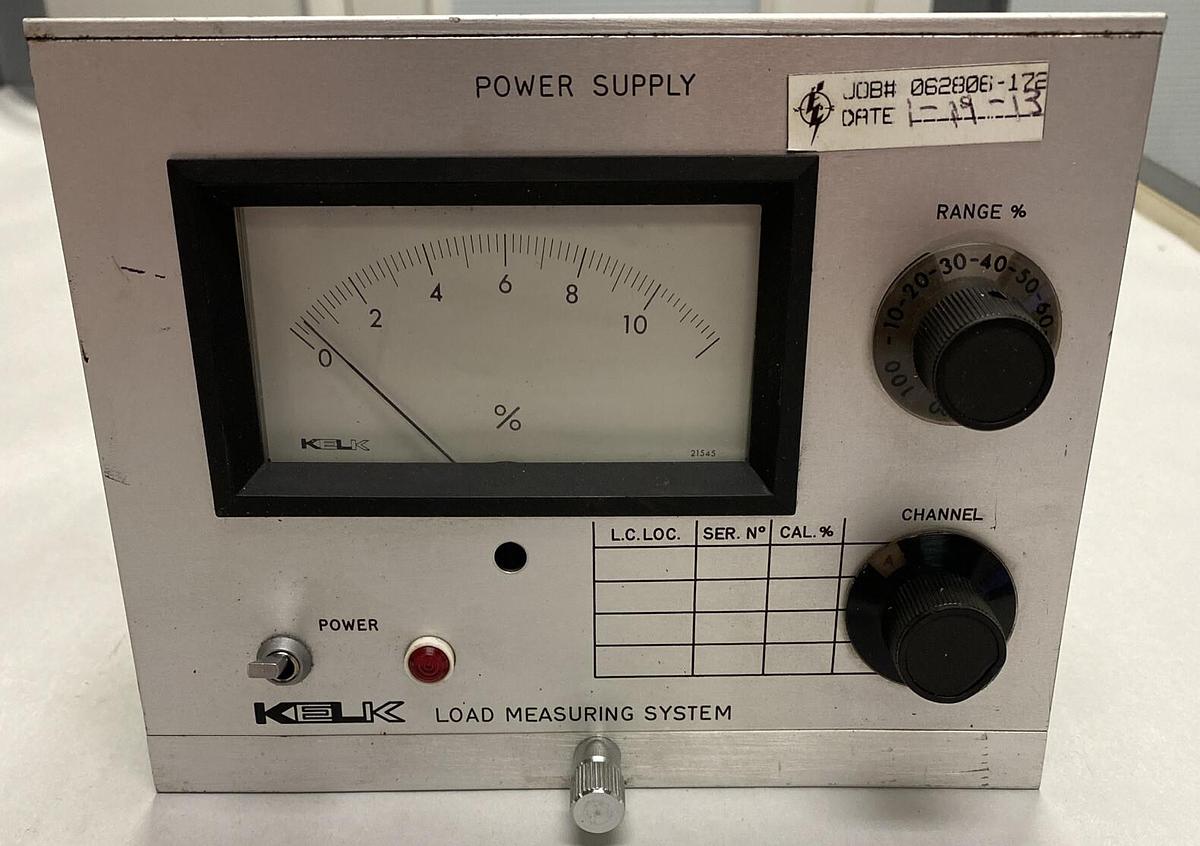 POWER SUPPLY
JOB# 062806-172
DATE 1-19-13
RANGE %
10-20-30-40-50-60
100
0 2 4 6 8 10
%
KELK
21545
CHANNEL
A
L.C.LOC. SER. Nº CAL. %
POWER
KELK LOAD MEASURING SYSTEM